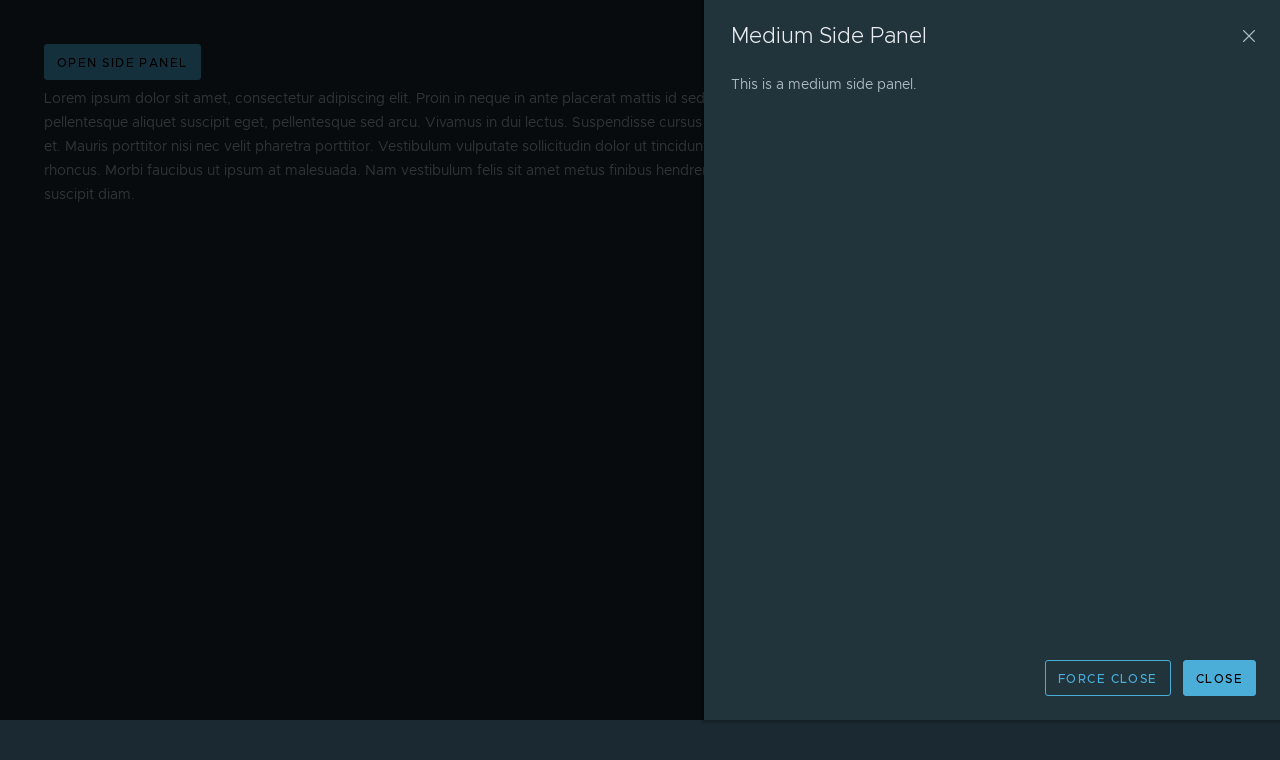 OPEN SIDE PANEL
Lorem ipsum dolor sit amet, consectetur adipiscing elit. Proin in neque in ante placerat mattis id sed
pellentesque aliquet suscipit eget, pellentesque sed arcu. Vivamus in dui lectus. Suspendisse cursus
et. Mauris porttitor nisi nec velit pharetra porttitor. Vestibulum vulputate sollicitudin dolor ut tincidun
rhoncus. Morbi faucibus ut ipsum at malesuada. Nam vestibulum felis sit amet metus finibus hendrer
suscipit diam.
Medium Side Panel
This is a medium side panel.
FORCE CLOSE
CLOSE